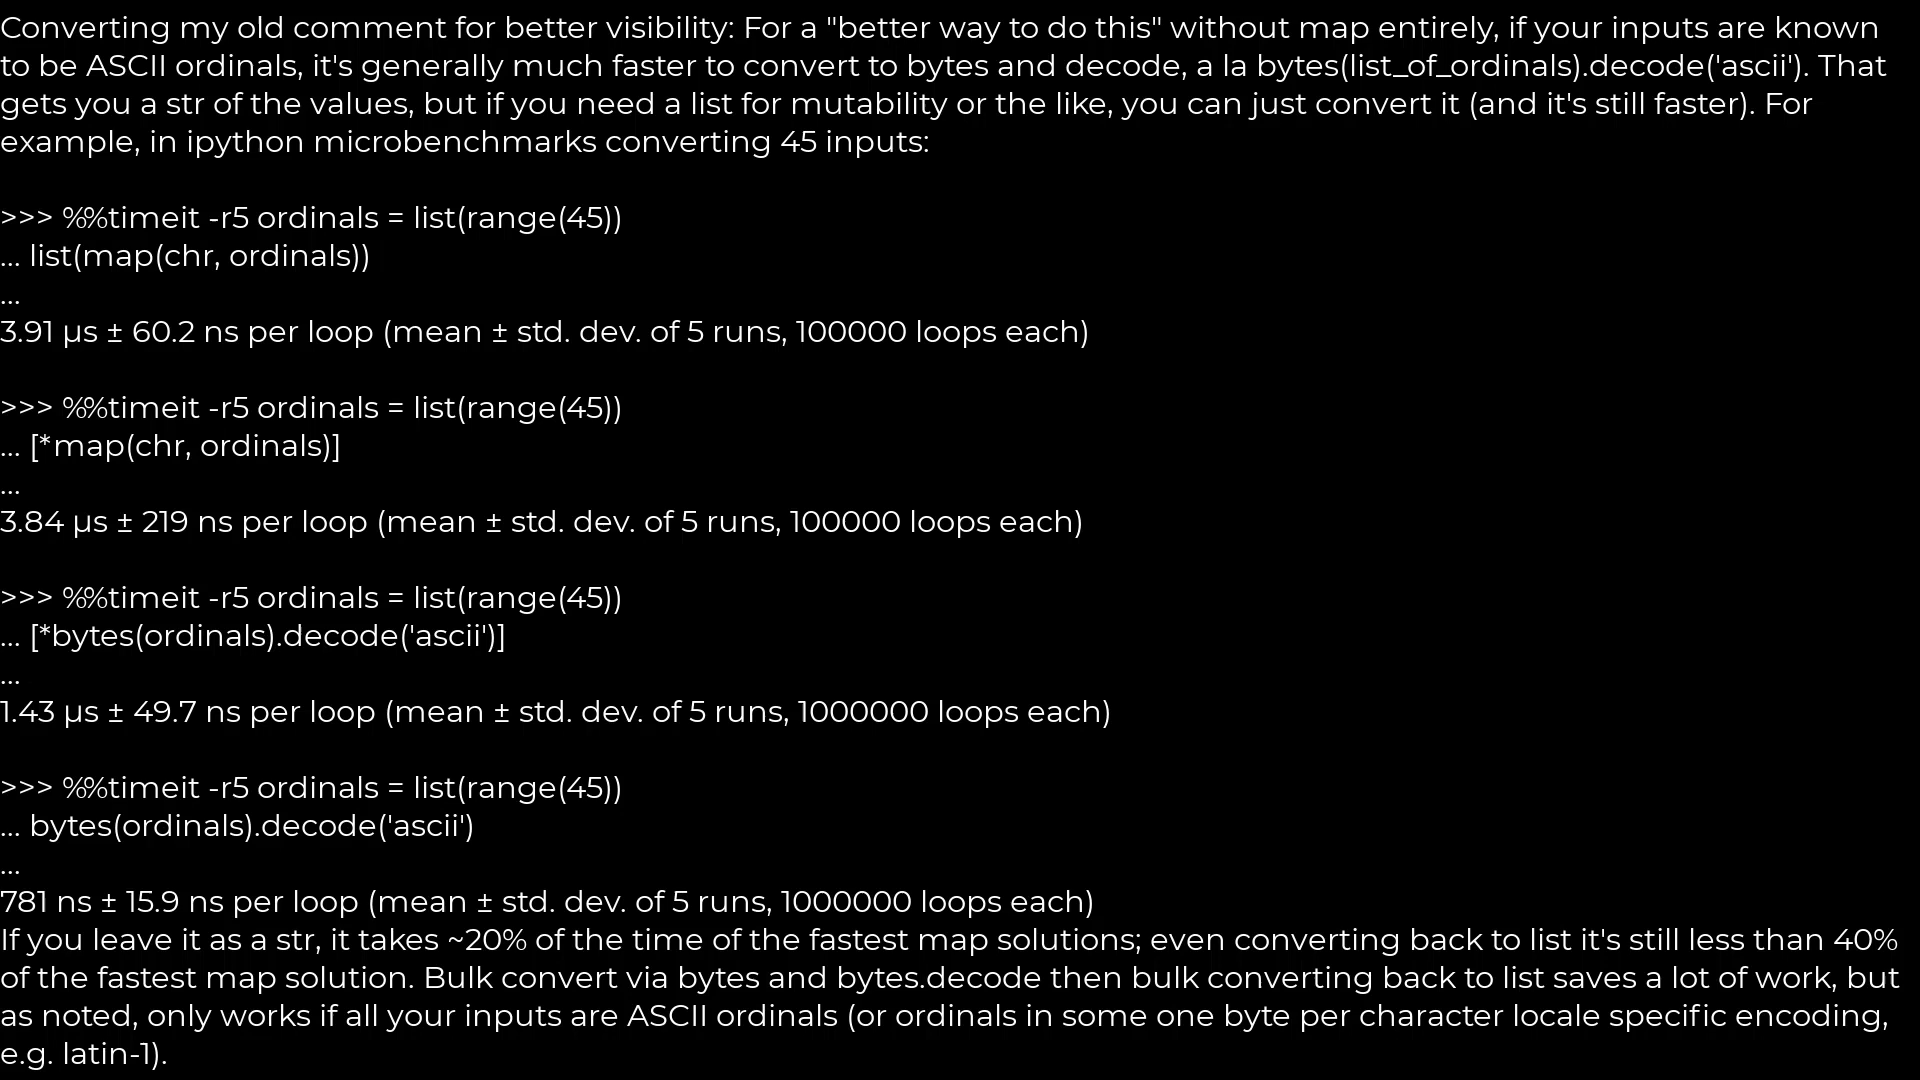 Converting my old comment for better visibility: For a "better way to do this" without map entirely, if your inputs are known
to be ASCII ordinals, it's generally much faster to convert to bytes and decode, a la bytes(list_of_ordinals).decode('ascii'). That
gets you a str of the values, but if you need a list for mutability or the like, you can just convert it (and it's still faster). For
example, in ipython microbenchmarks converting 45 inputs:
>>> %%timeit -r5 ordinals = list(range(45))
... list(map(chr, ordinals))
...
3.91 µs ± 60.2 ns per loop (mean ± std. dev. of 5 runs, 100000 loops each)
>>> %%timeit -r5 ordinals = list(range(45))
... [*map(chr, ordinals)]
...
3.84 µs ± 219 ns per loop (mean ± std. dev. of 5 runs, 100000 loops each)
>>> %%timeit -r5 ordinals = list(range(45))
... [*bytes(ordinals).decode('ascii')]
...
1.43 µs ± 49.7 ns per loop (mean ± std. dev. of 5 runs, 1000000 loops each)
>>> %%timeit -r5 ordinals = list(range(45))
... bytes(ordinals).decode('ascii')
...
781 ns ± 15.9 ns per loop (mean ± std. dev. of 5 runs, 1000000 loops each)
If you leave it as a str, it takes ~20% of the time of the fastest map solutions; even converting back to list it's still less than 40%
of the fastest map solution. Bulk convert via bytes and bytes.decode then bulk converting back to list saves a lot of work, but
as noted, only works if all your inputs are ASCII ordinals (or ordinals in some one byte per character locale specific encoding,
e.g. latin-1).